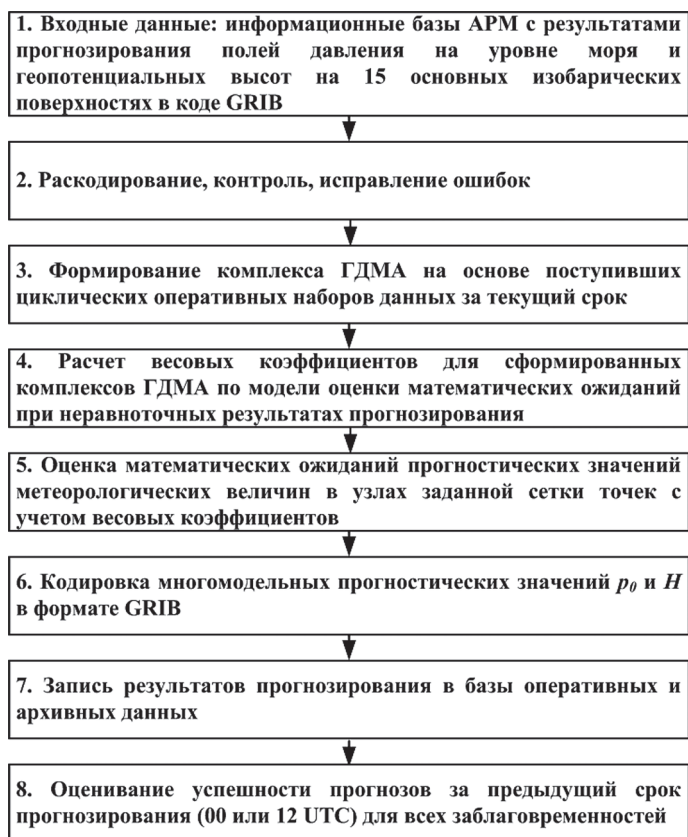 1. Входные данные: информационные базы АРМ с результатами
прогнозирования полей давления на уровне моря и
геопотенциальных высот на 15 основных изобарических
поверхностях в коде GRIB
2. Раскодирование, контроль, исправление ошибок
3. Формирование комплекса ГДМА на основе поступивших
циклических оперативных наборов данных за текущий срок
4. Расчет весовых коэффициентов для сформированных
комплексов ГДМА по модели оценки математических ожиданий
при неравноточных результатах прогнозирования
5. Оценка математических ожиданий прогностических значений
метеорологических величин в узлах заданной сетки точек с
учетом весовых коэффициентов
6. Кодировка многомодельных прогностических значений p₀ и H
в формате GRIB
7. Запись результатов прогнозирования в базы оперативных и
архивных данных
8. Оценивание успешности прогнозов за предыдущий срок
прогнозирования (00 или 12 UTC) для всех заблаговременностей